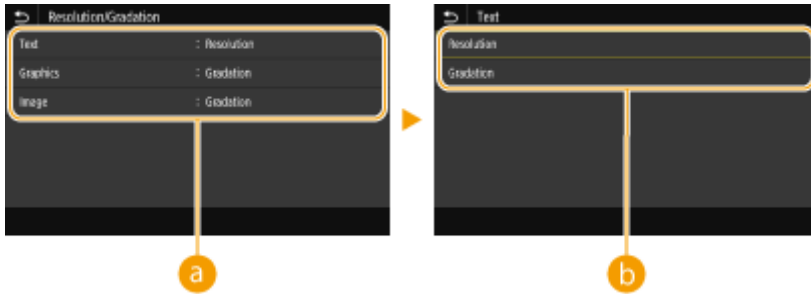 Resolution/Gradation
Text : Resolution
Graphics : Gradation
Image : Gradation
a
Text
Resolution
Gradation
b